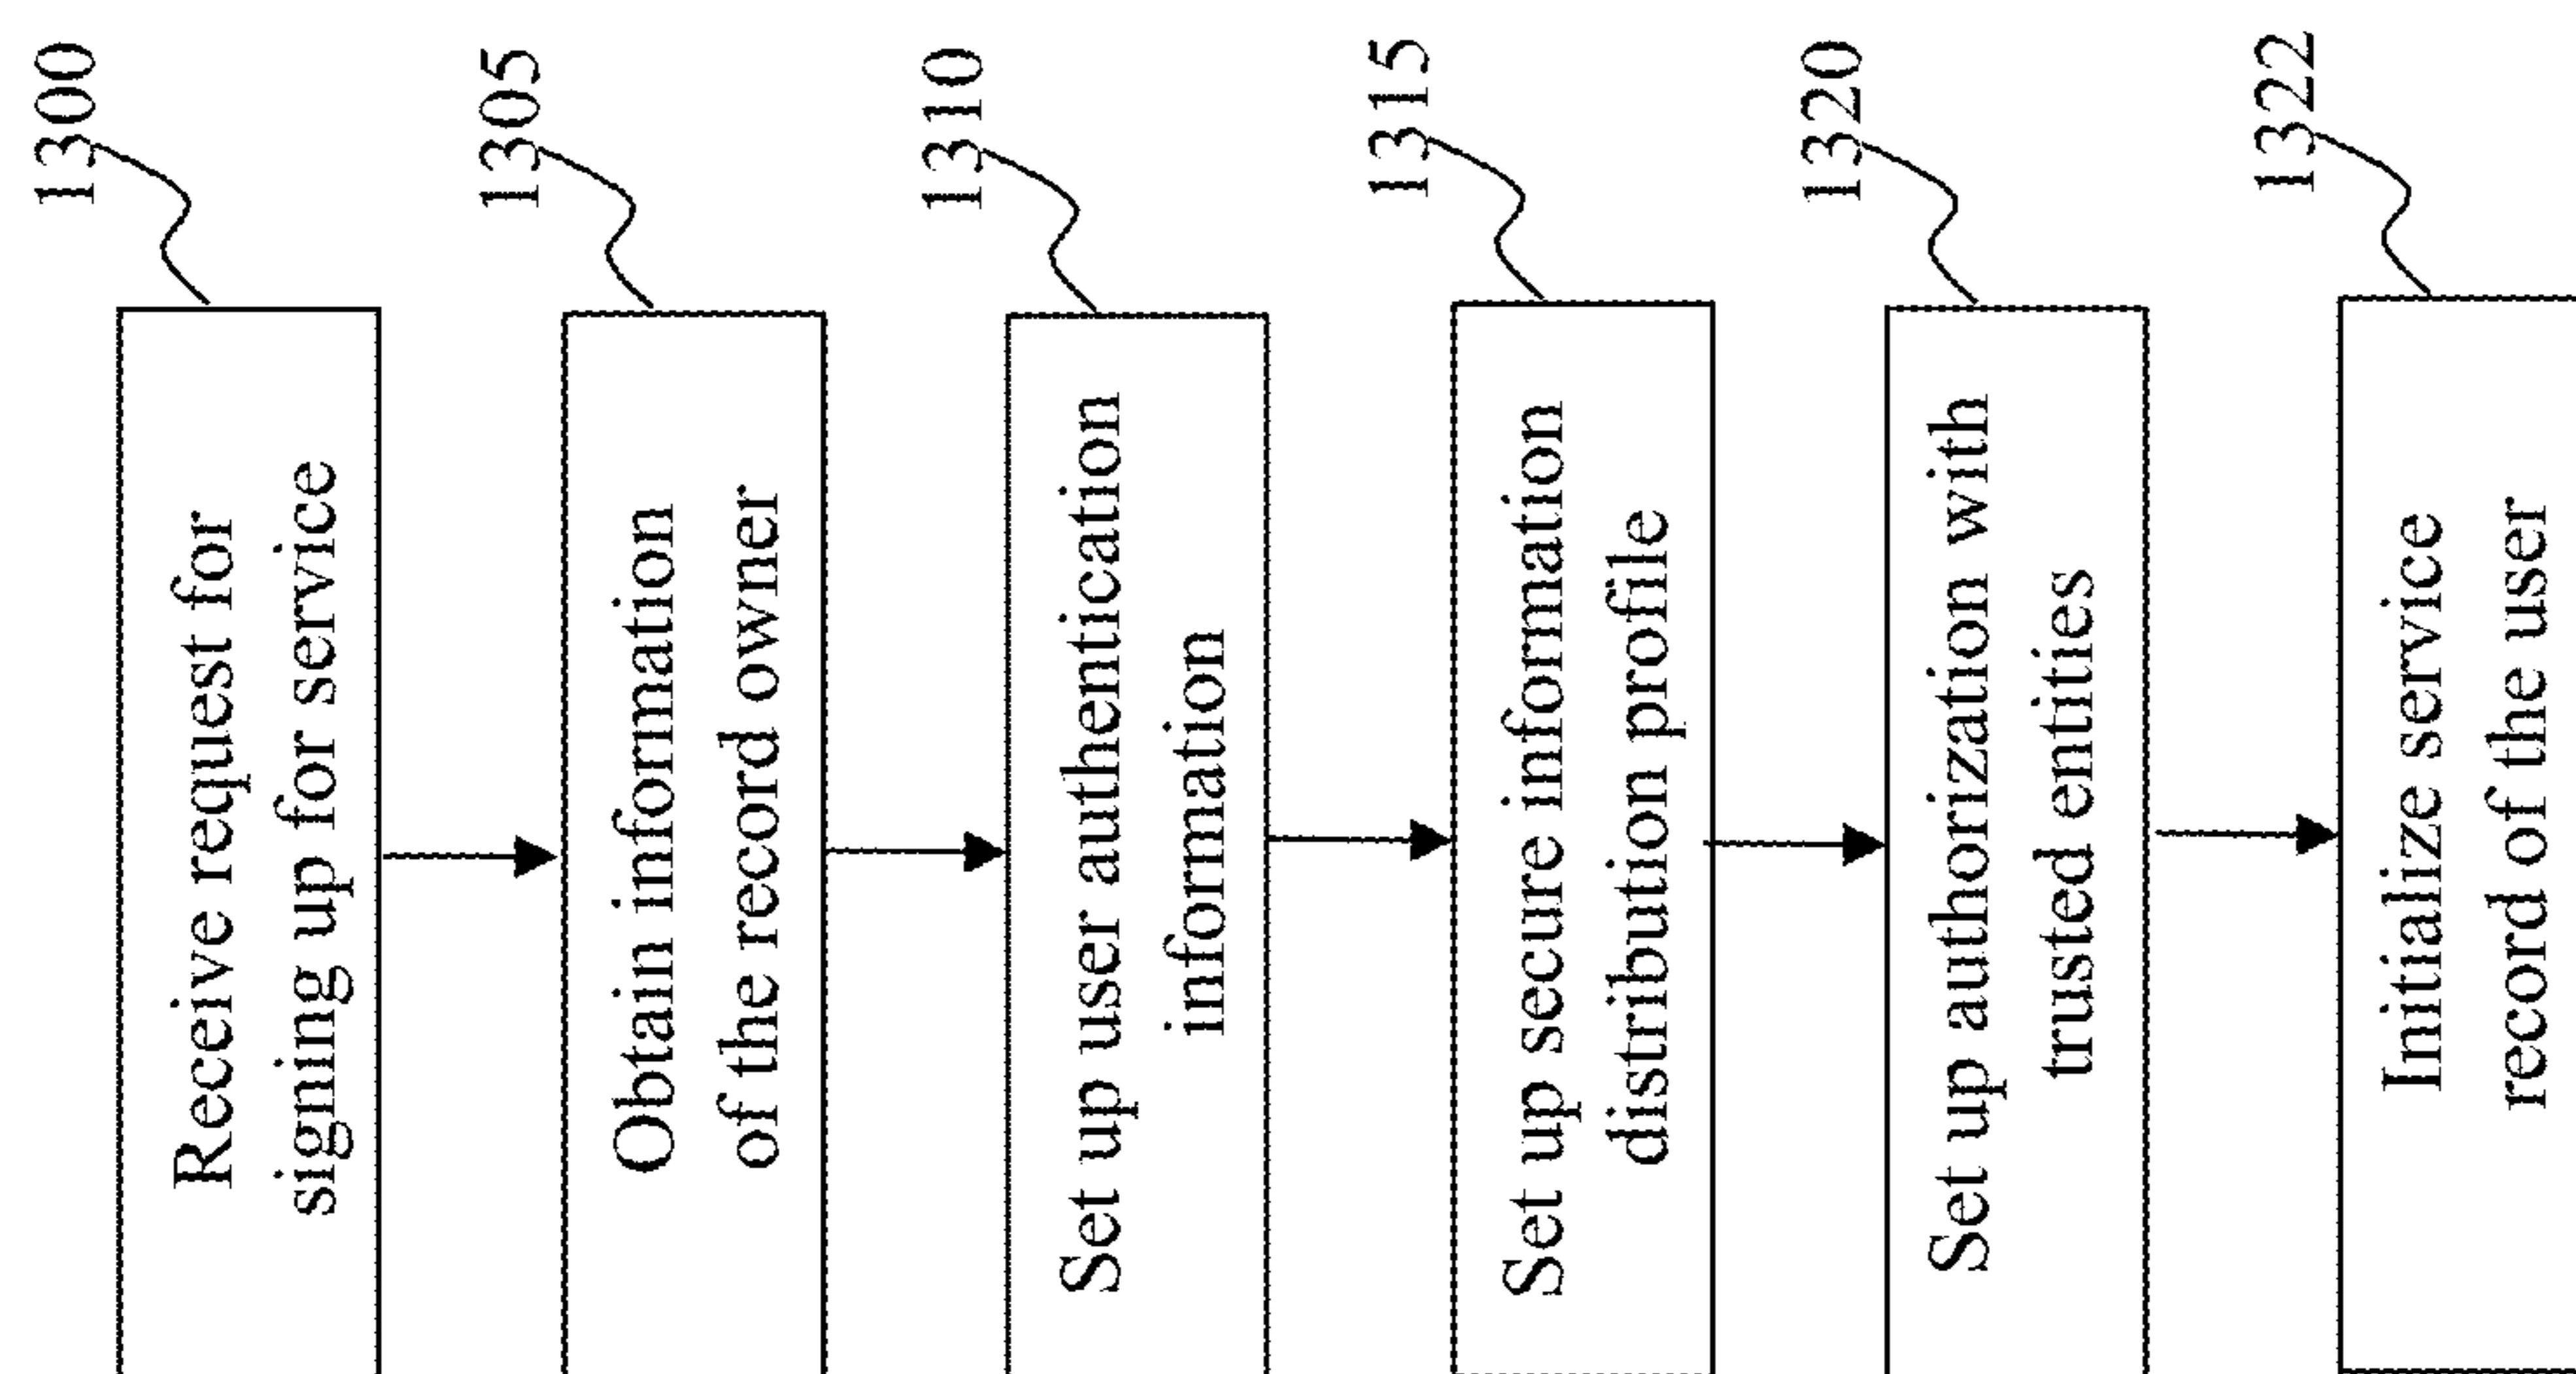 1300
Receive request for
signing up for service
1305
Obtain information
of the record owner
1310
Set up user authentication
information
1315
Set up secure information
distribution profile
1320
Set up authorization with
trusted entities
1322
Initialize service
record of the user